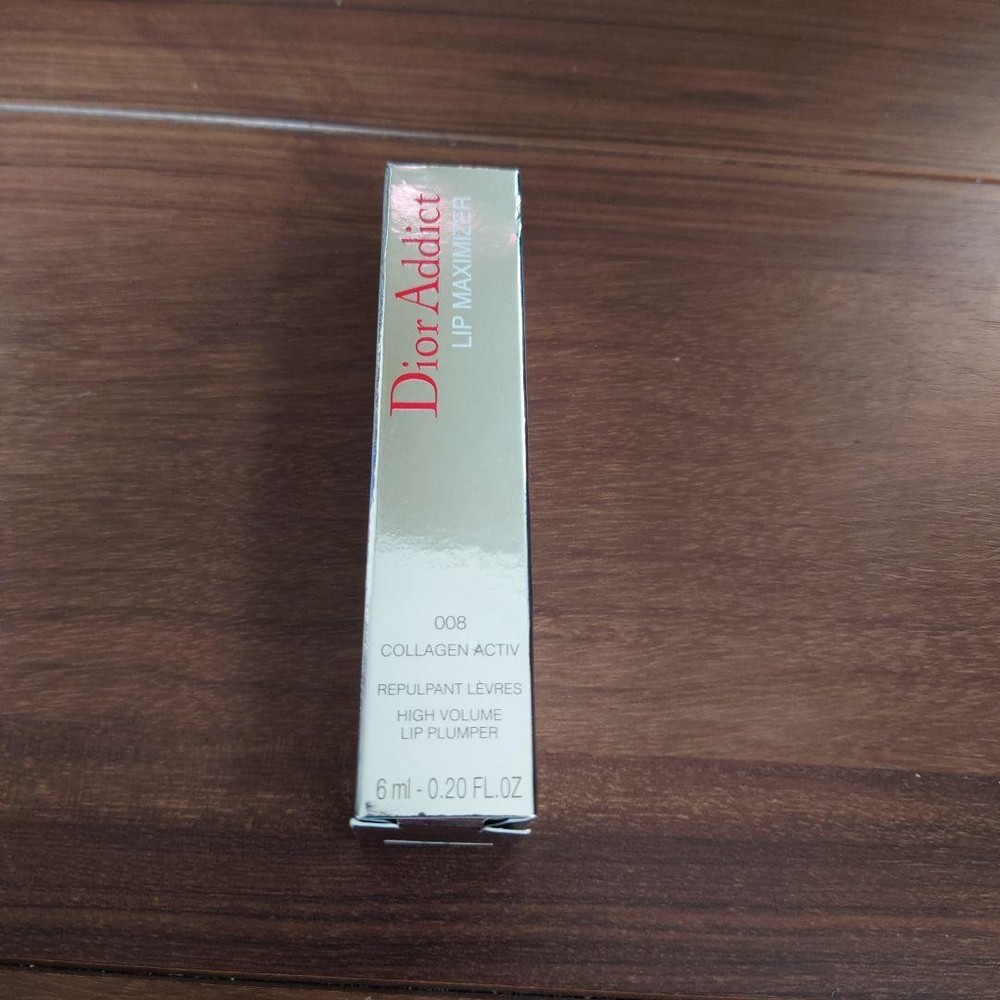 Dior Addict
LIP MAXIMIZER
008
COLLAGEN ACTIV
REPULPANT LÈVRES
HIGH VOLUME
LIP PLUMPER
6 ml - 0.20 FL.OZ